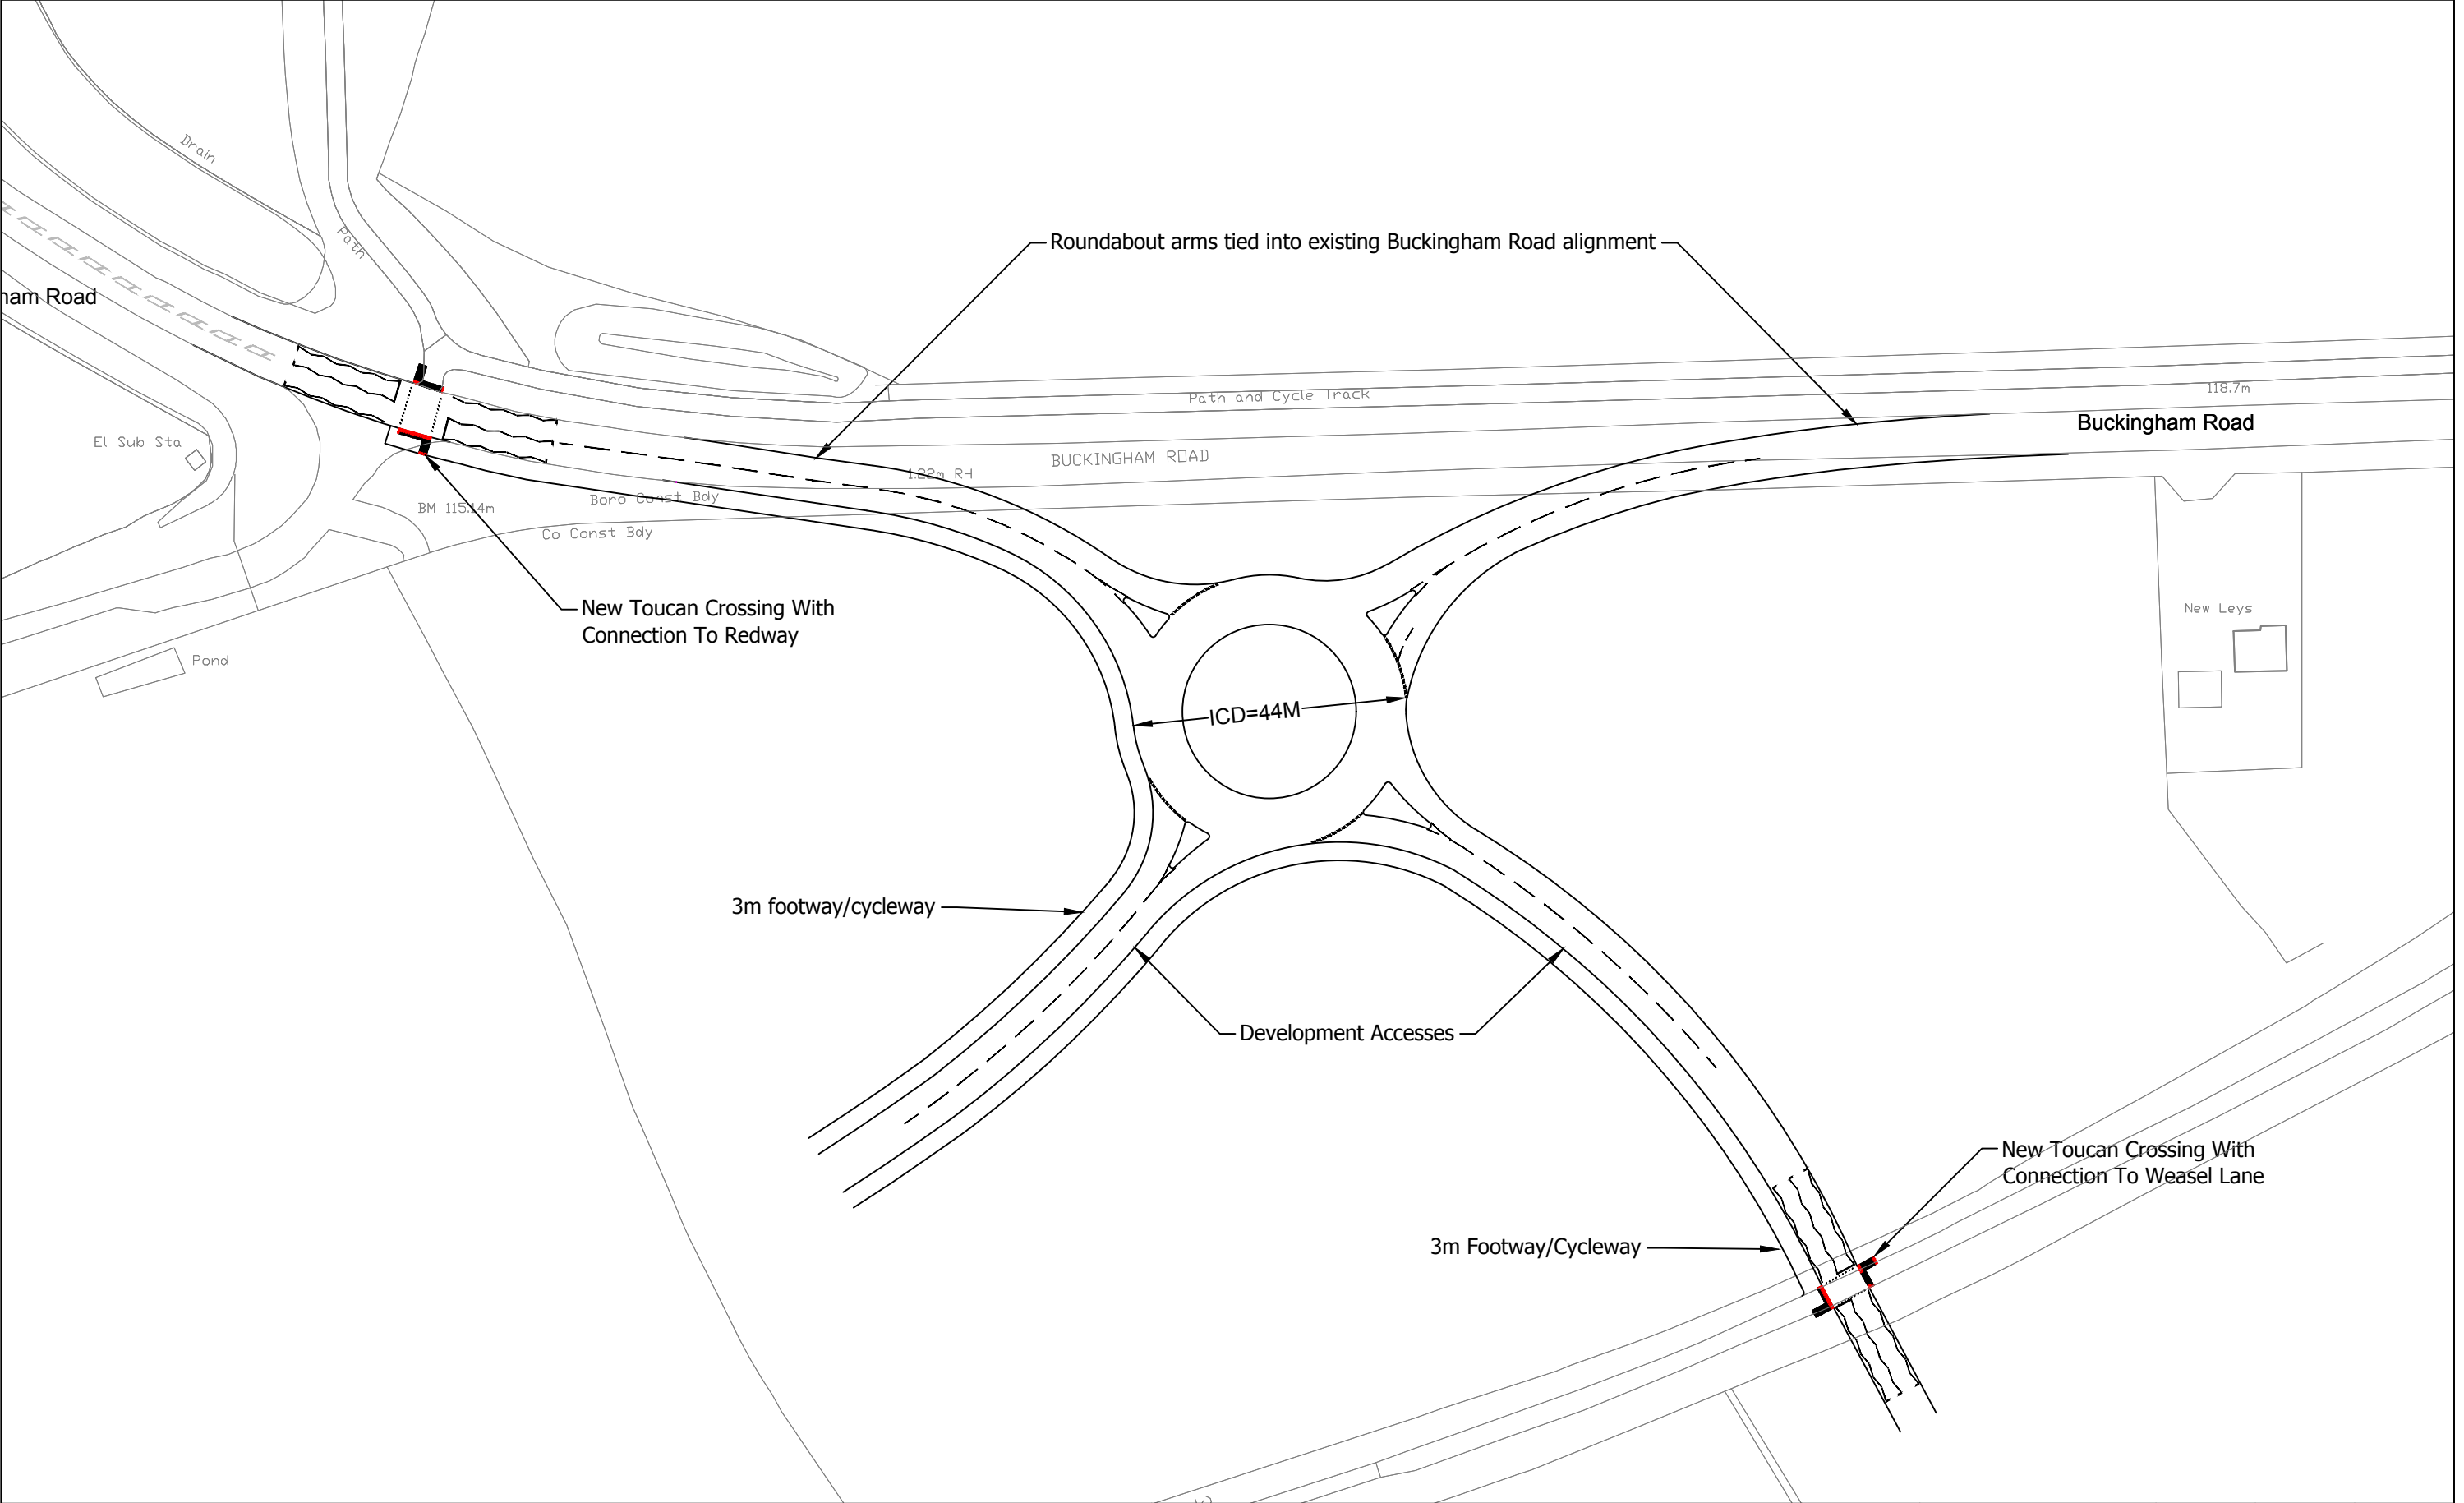 Drain
Path
Roundabout arms tied into existing Buckingham Road alignment
ham Road
Path and Cycle Track
118.7m
Buckingham Road
El Sub Sta
BUCKINGHAM ROAD
1.22m RH
Boro Const Bdy
BM 115.14m
Co Const Bdy
New Toucan Crossing With
Connection To Redway
New Leys
Pond
ICD=44M
3m footway/cycleway
Development Accesses
New Toucan Crossing With
Connection To Weasel Lane
3m Footway/Cycleway